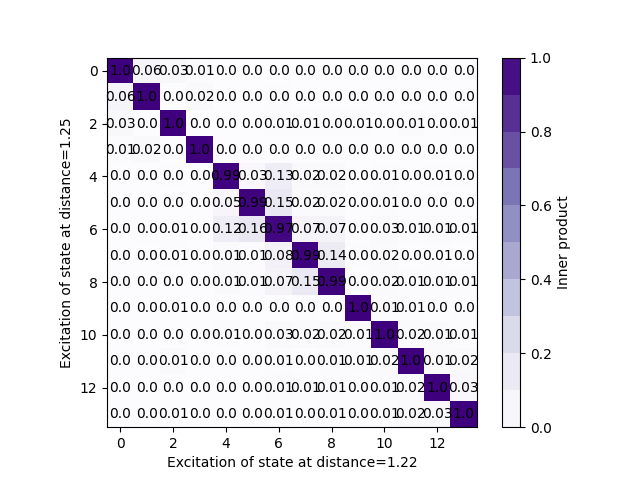 0 1.0 0.06 0.03 0.01 0.0 0.0 0.0 0.0 0.0 0.0 0.0 0.0 0.0 0.0
0.06 1.0 0.0 0.02 0.0 0.0 0.0 0.0 0.0 0.0 0.0 0.0 0.0 0.0
2 0.03 0.0 1.0 0.0 0.0 0.0 0.01 0.01 0.01 0.0 0.01 0.01 0.0 0.01
0.01 0.02 0.0 1.0 0.0 0.0 0.0 0.0 0.0 0.0 0.0 0.0 0.0 0.0
4 0.0 0.0 0.0 0.0 0.99 0.03 0.13 0.02 0.02 0.0 0.01 0.0 0.01 0.0
0.0 0.0 0.0 0.0 0.05 0.99 0.15 0.02 0.02 0.0 0.01 0.0 0.01 0.0
6 0.0 0.0 0.01 0.0 0.12 0.16 0.97 0.07 0.07 0.0 0.03 0.01 0.01 0.01
0.0 0.0 0.01 0.0 0.01 0.01 0.08 0.99 0.14 0.0 0.02 0.0 0.01 0.0
8 0.0 0.0 0.01 0.0 0.01 0.01 0.07 0.15 0.99 0.0 0.02 0.01 0.01 0.01
0.0 0.0 0.01 0.0 0.0 0.0 0.0 0.0 0.0 1.0 0.01 0.01 0.0 0.0
10 0.0 0.0 0.0 0.0 0.01 0.0 0.03 0.02 0.02 0.01 1.0 0.02 0.01 0.01
0.0 0.0 0.01 0.0 0.0 0.0 0.01 0.0 0.01 0.01 0.02 1.0 0.01 0.02
12 0.0 0.0 0.0 0.0 0.0 0.0 0.01 0.01 0.01 0.0 0.01 0.02 1.0 0.03
0.0 0.0 0.01 0.0 0.0 0.0 0.01 0.0 0.01 0.0 0.01 0.02 0.03 1.0
0 2 4 6 8 10 12
Excitation of state at distance=1.22
Excitation of state at distance=1.25
1.0
0.8
0.6
0.4
0.2
0.0
Inner product